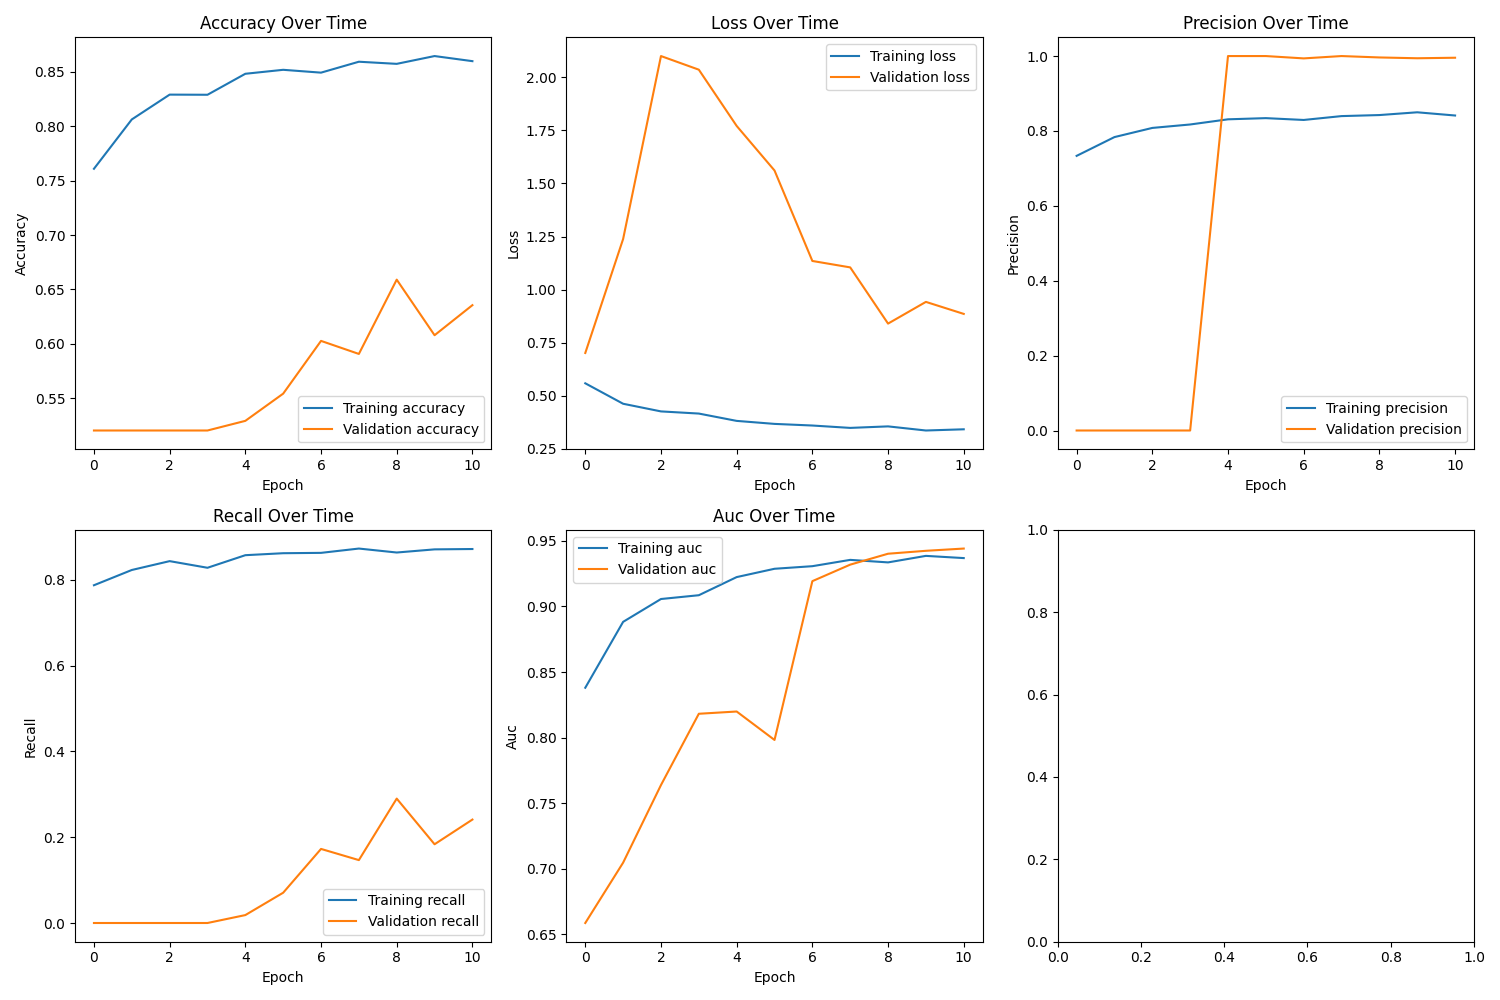 Accuracy Over Time
0.85
0.80
0.75
0.70
0.65
0.60
0.55
Accuracy
Training accuracy
Validation accuracy
0 2 4 6 8 10
Epoch
Loss Over Time
Training loss
Validation loss
2.00
1.75
1.50
1.25
1.00
0.75
0.50
0.25
Loss
0 2 4 6 8 10
Epoch
Precision Over Time
1.0
0.8
0.6
0.4
0.2
0.0
Precision
Training precision
Validation precision
0 2 4 6 8 10
Epoch
Recall Over Time
0.8
0.6
0.4
0.2
0.0
Recall
Training recall
Validation recall
0 2 4 6 8 10
Epoch
Auc Over Time
Training auc
Validation auc
0.95
0.90
0.85
0.80
0.75
0.70
0.65
Auc
0 2 4 6 8 10
Epoch
1.0
0.8
0.6
0.4
0.2
0.0
0.0 0.2 0.4 0.6 0.8 1.0